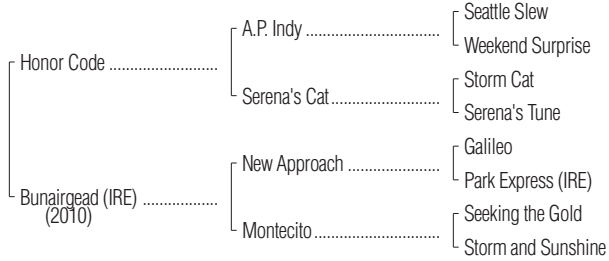 Seattle Slew
A.P. Indy ..............................
Weekend Surprise
Honor Code .........................
Storm Cat
Serena's Cat.........................
Serena's Tune
Galileo
New Approach .....................
Park Express (IRE)
Bunairgead (IRE) .................
(2010)
Seeking the Gold
Montecito.............................
Storm and Sunshine